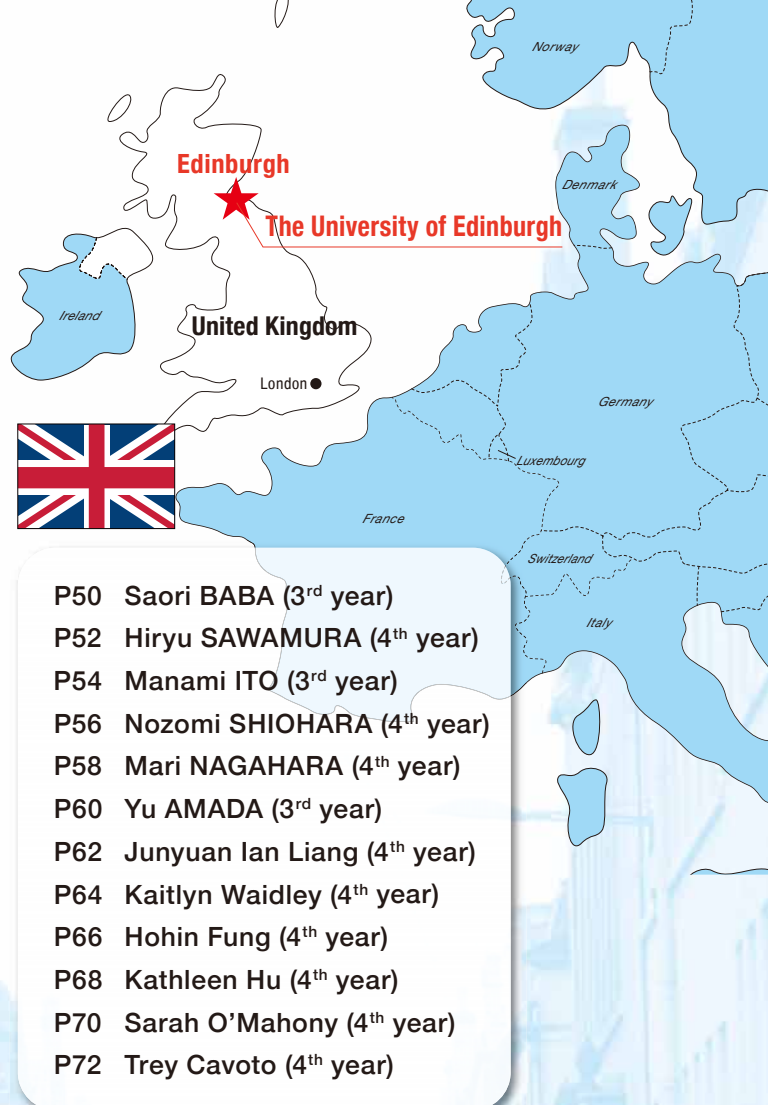 Norway
Edinburgh
Denmark
The University of Edinburgh
Ireland
United Kingdom
London
Germany
Luxembourg
France
Switzerland
Italy
P50 Saori BABA (3rd year)
P52 Hiryu SAWAMURA (4th year)
P54 Manami ITO (3rd year)
P56 Nozomi SHIOHARA (4th year)
P58 Mari NAGAHARA (4th year)
P60 Yu AMADA (3rd year)
P62 Junyuan Ian Liang (4th year)
P64 Kaitlyn Waidley (4th year)
P66 Hohin Fung (4th year)
P68 Kathleen Hu (4th year)
P70 Sarah O’Mahony (4th year)
P72 Trey Cavoto (4th year)